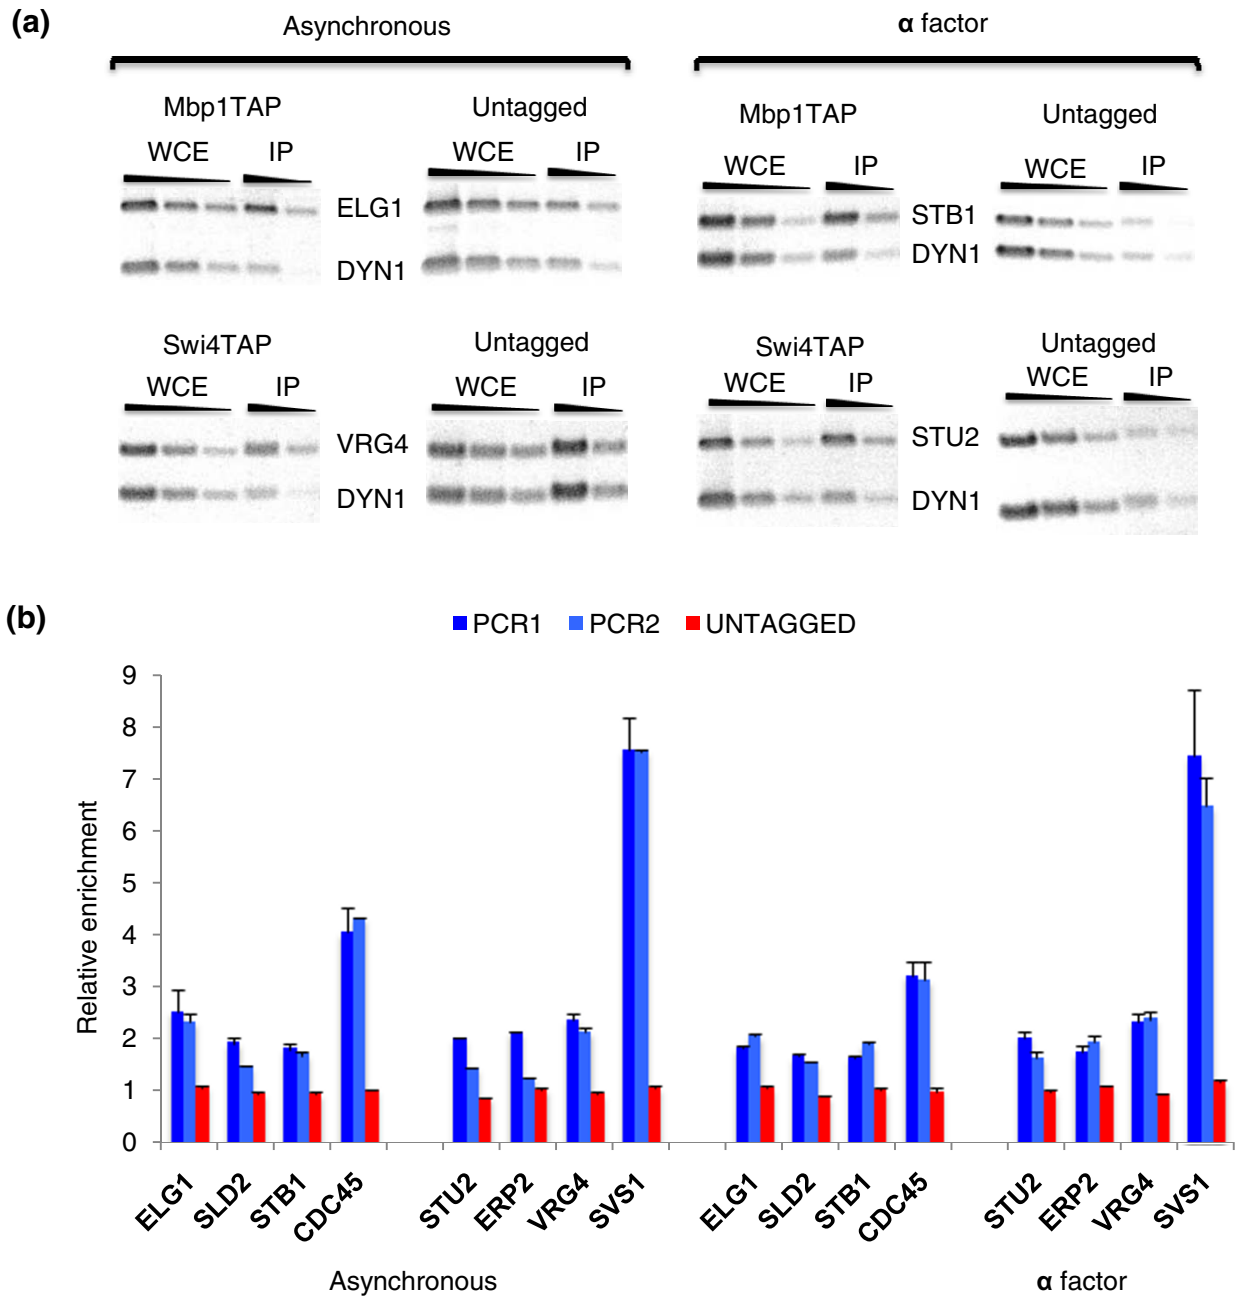 (a)
Asynchronous
α factor
Mbp1TAP
Untagged
Mbp1TAP
Untagged
WCE IP
WCE IP
WCE IP
WCE IP
ELG1
DYN1
STB1
DYN1
Swi4TAP
Untagged
Swi4TAP
Untagged
WCE IP
WCE IP
WCE IP
WCE IP
VRG4
DYN1
STU2
DYN1
(b)
PCR1 PCR2 UNTAGGED
Relative enrichment
9
8
7
6
5
4
3
2
1
0
ELG1 SLD2 STB1 CDC45 STU2 ERP2 VRG4 SVS1 ELG1 SLD2 STB1 CDC45 STU2 ERP2 VRG4 SVS1
Asynchronous α factor